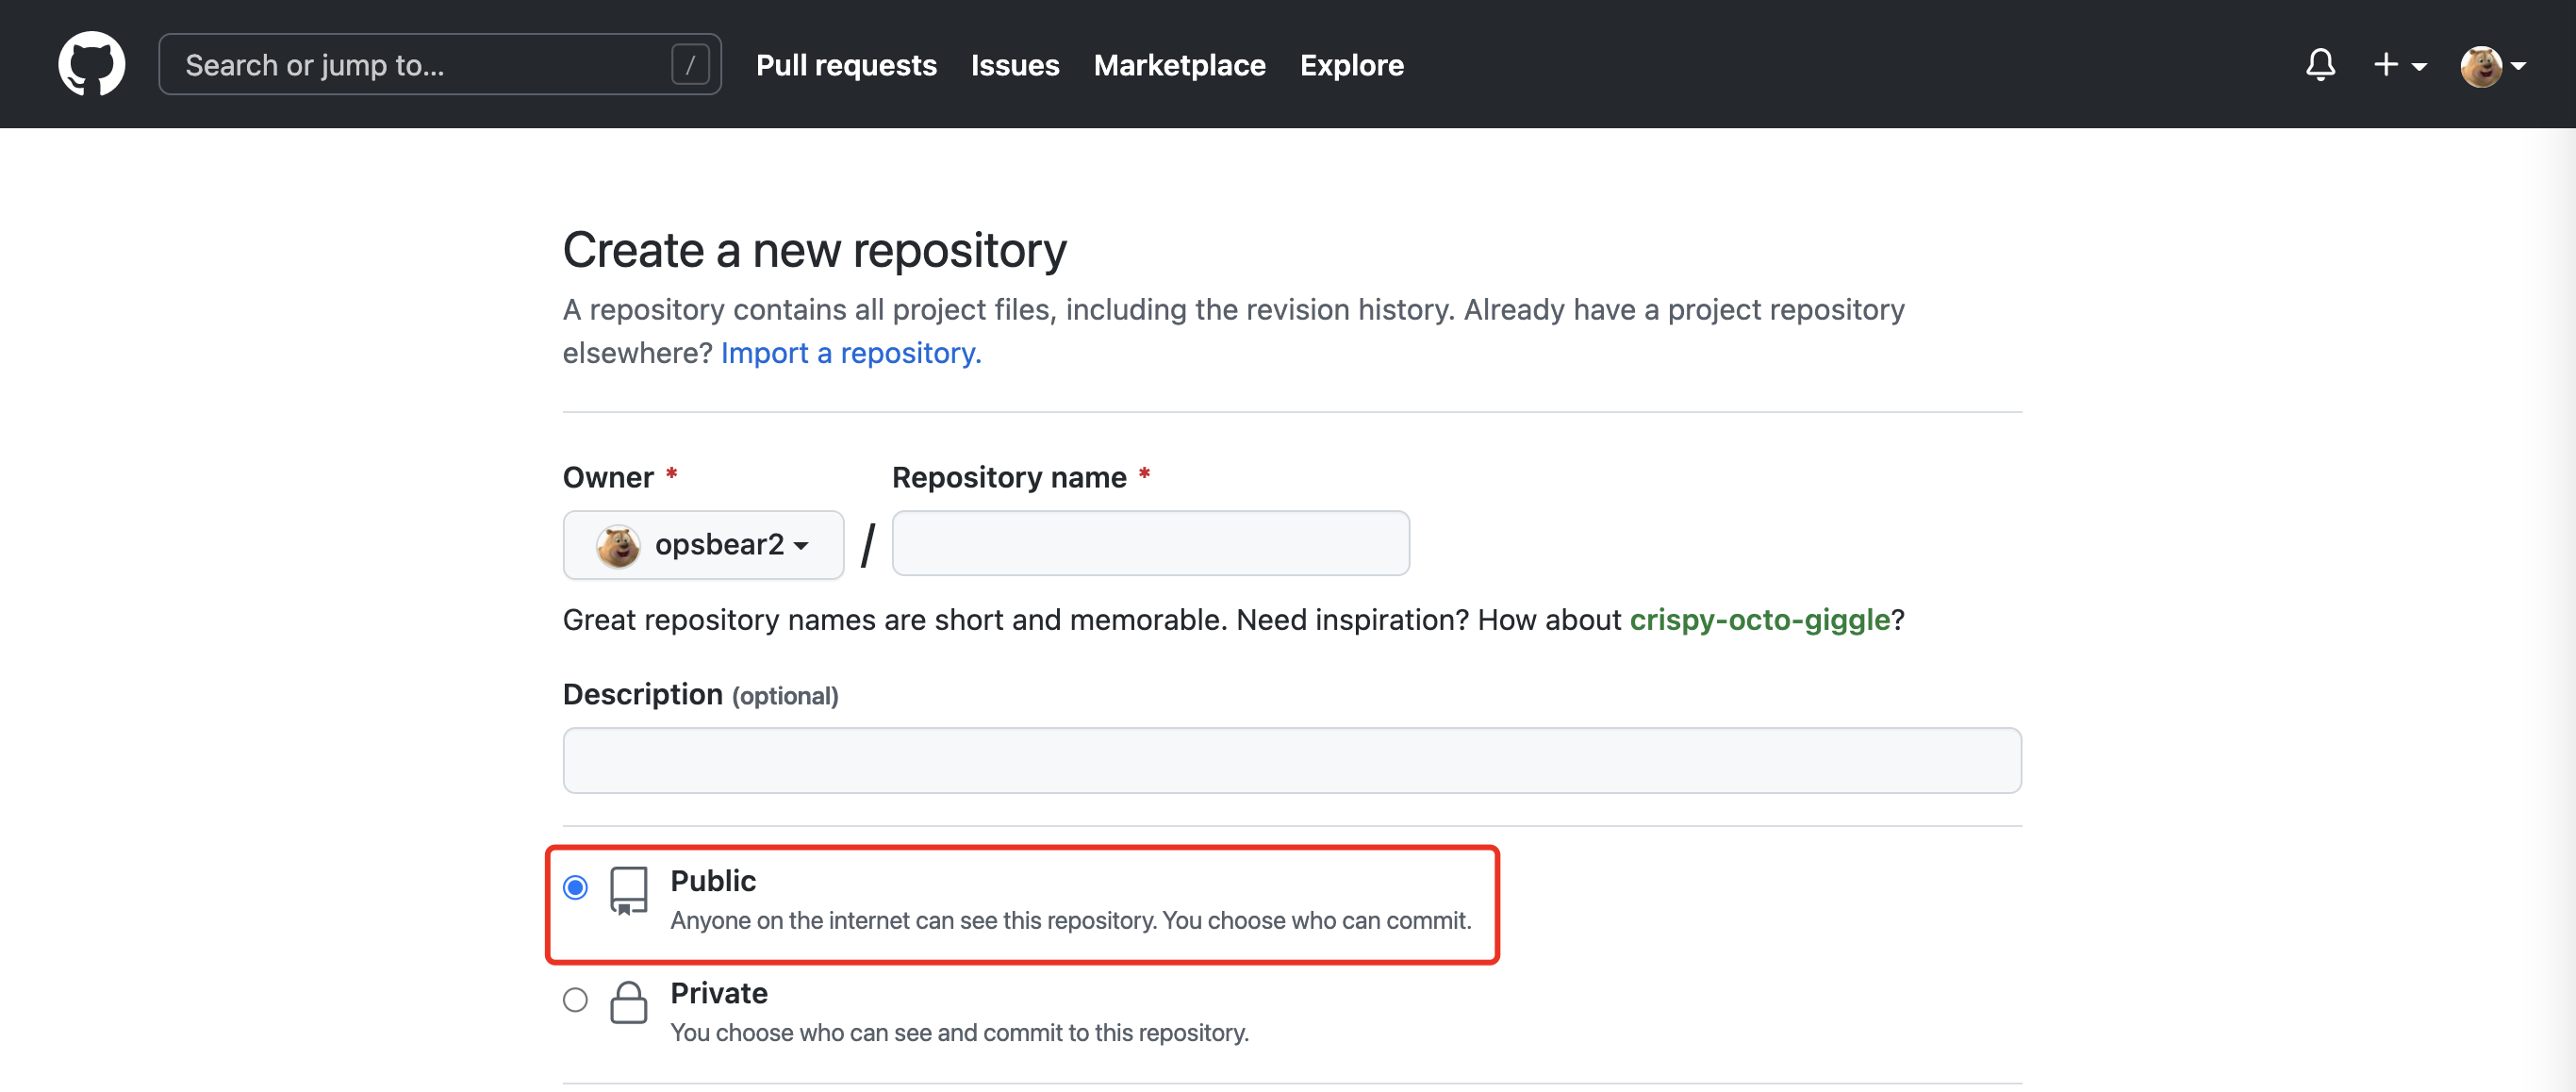 Search or jump to... /
Pull requests Issues Marketplace Explore
Create a new repository
A repository contains all project files, including the revision history. Already have a project repository
elsewhere? Import a repository.
Owner * Repository name *
opsbear2 /
Great repository names are short and memorable. Need inspiration? How about crispy-octo-giggle?
Description (optional)
Public
Anyone on the internet can see this repository. You choose who can commit.
Private
You choose who can see and commit to this repository.